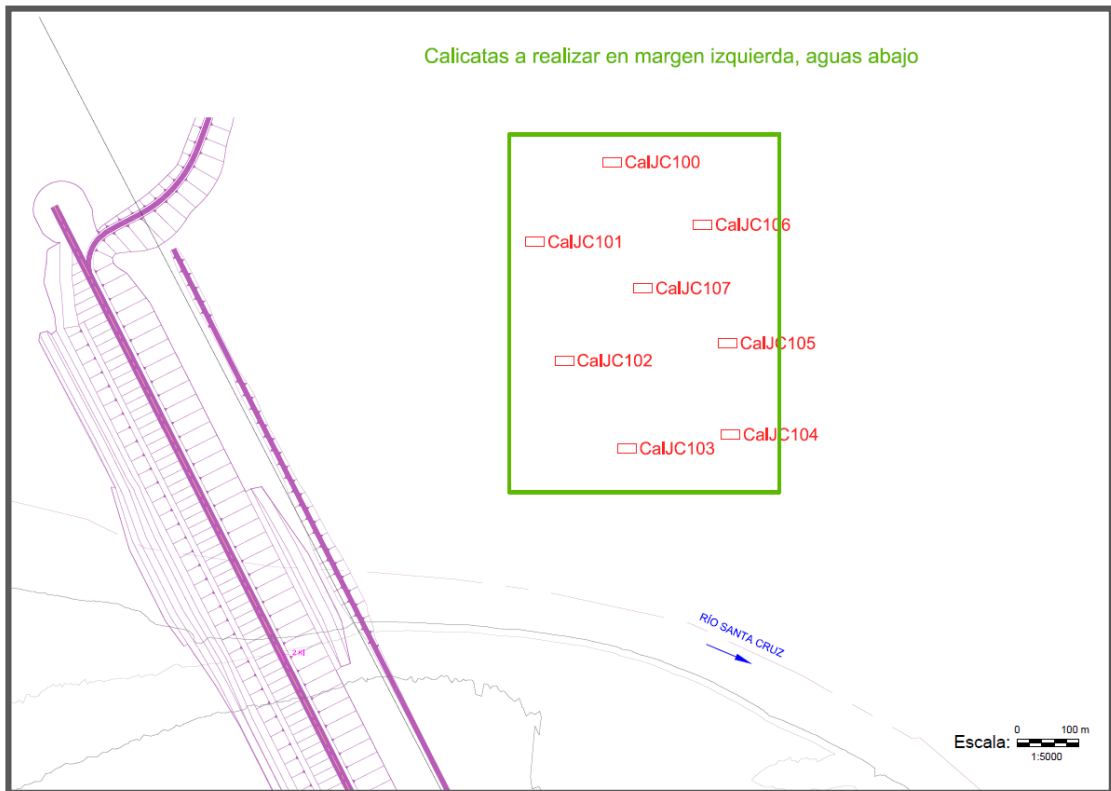 Calicatas a realizar en margen izquierda, aguas abajo
CalJC100
CalJC106
CalJC101
CalJC107
CalJC105
CalJC102
CalJC104
CalJC103
RÍO SANTA CRUZ
0 100 m
Escala:
1:5000